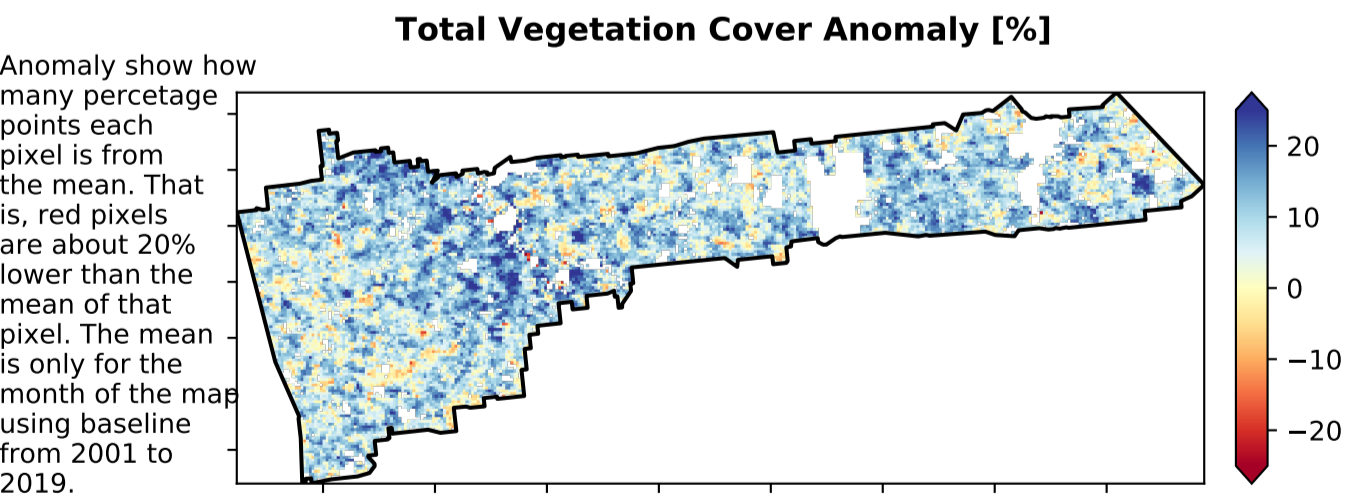 Total Vegetation Cover Anomaly [%]
Anomaly show how
many percetage
points each
pixel is from
the mean. That
is, red pixels
are about 20%
lower than the
mean of that
pixel. The mean
is only for the
month of the map
using baseline
from 2001 to
2019.
20
10
0
−10
−20